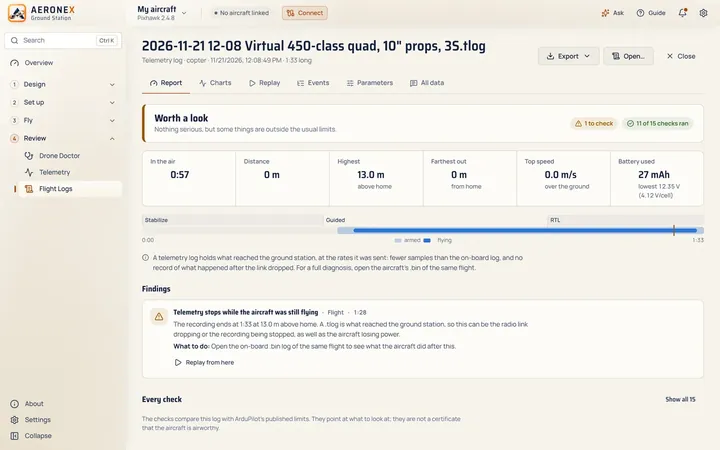 AERONEX
Ground Station
My aircraft
Pixhawk 2.4.8
No aircraft linked
Connect
Ask
Guide
Search
Ctrl K
Overview
1 Design
2 Set up
3 Fly
4 Review
Drone Doctor
Telemetry
Flight Logs
About
Settings
Collapse
2026-11-21 12-08 Virtual 450-class quad, 10" props, 3S.tlog
Telemetry log · copter · 11/21/2026, 12:08:49 PM · 1:33 long
Export
Open...
Close
Report
Charts
Replay
Events
Parameters
All data
Worth a look
Nothing serious, but some things are outside the usual limits.
1 to check
11 of 15 checks ran
In the air
0:57
Distance
0 m
Highest
13.0 m
above home
Farthest out
0 m
from home
Top speed
0.0 m/s
over the ground
Battery used
27 mAh
lowest 12.35 V
(4.12 V/cell)
Stabilize
Guided
RTL
0:00
armed
flying
1:33
A telemetry log holds what reached the ground station, at the rates it was sent: fewer samples than the on-board log, and no
record of what happened after the link dropped. For a full diagnosis, open the aircraft's .bin of the same flight.
Findings
Telemetry stops while the aircraft was still flying · Flight · 1:28
The recording ends at 1:33 at 13.0 m above home. A .tlog is what reached the ground station, so this can be the radio link
dropping or the recording being stopped, as well as the aircraft losing power.
What to do: Open the on-board .bin log of the same flight to see what the aircraft did after this.
Replay from here
Every check
Show all 15
The checks compare this log with ArduPilot's published limits. They point at what to look at; they are not a certificate
that the aircraft is airworthy.